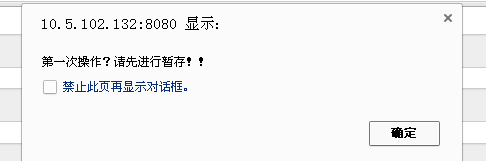 10.5.102.132:8080 显示:
第一次操作？请先进行暂存！！
禁止此页再显示对话框。
确定